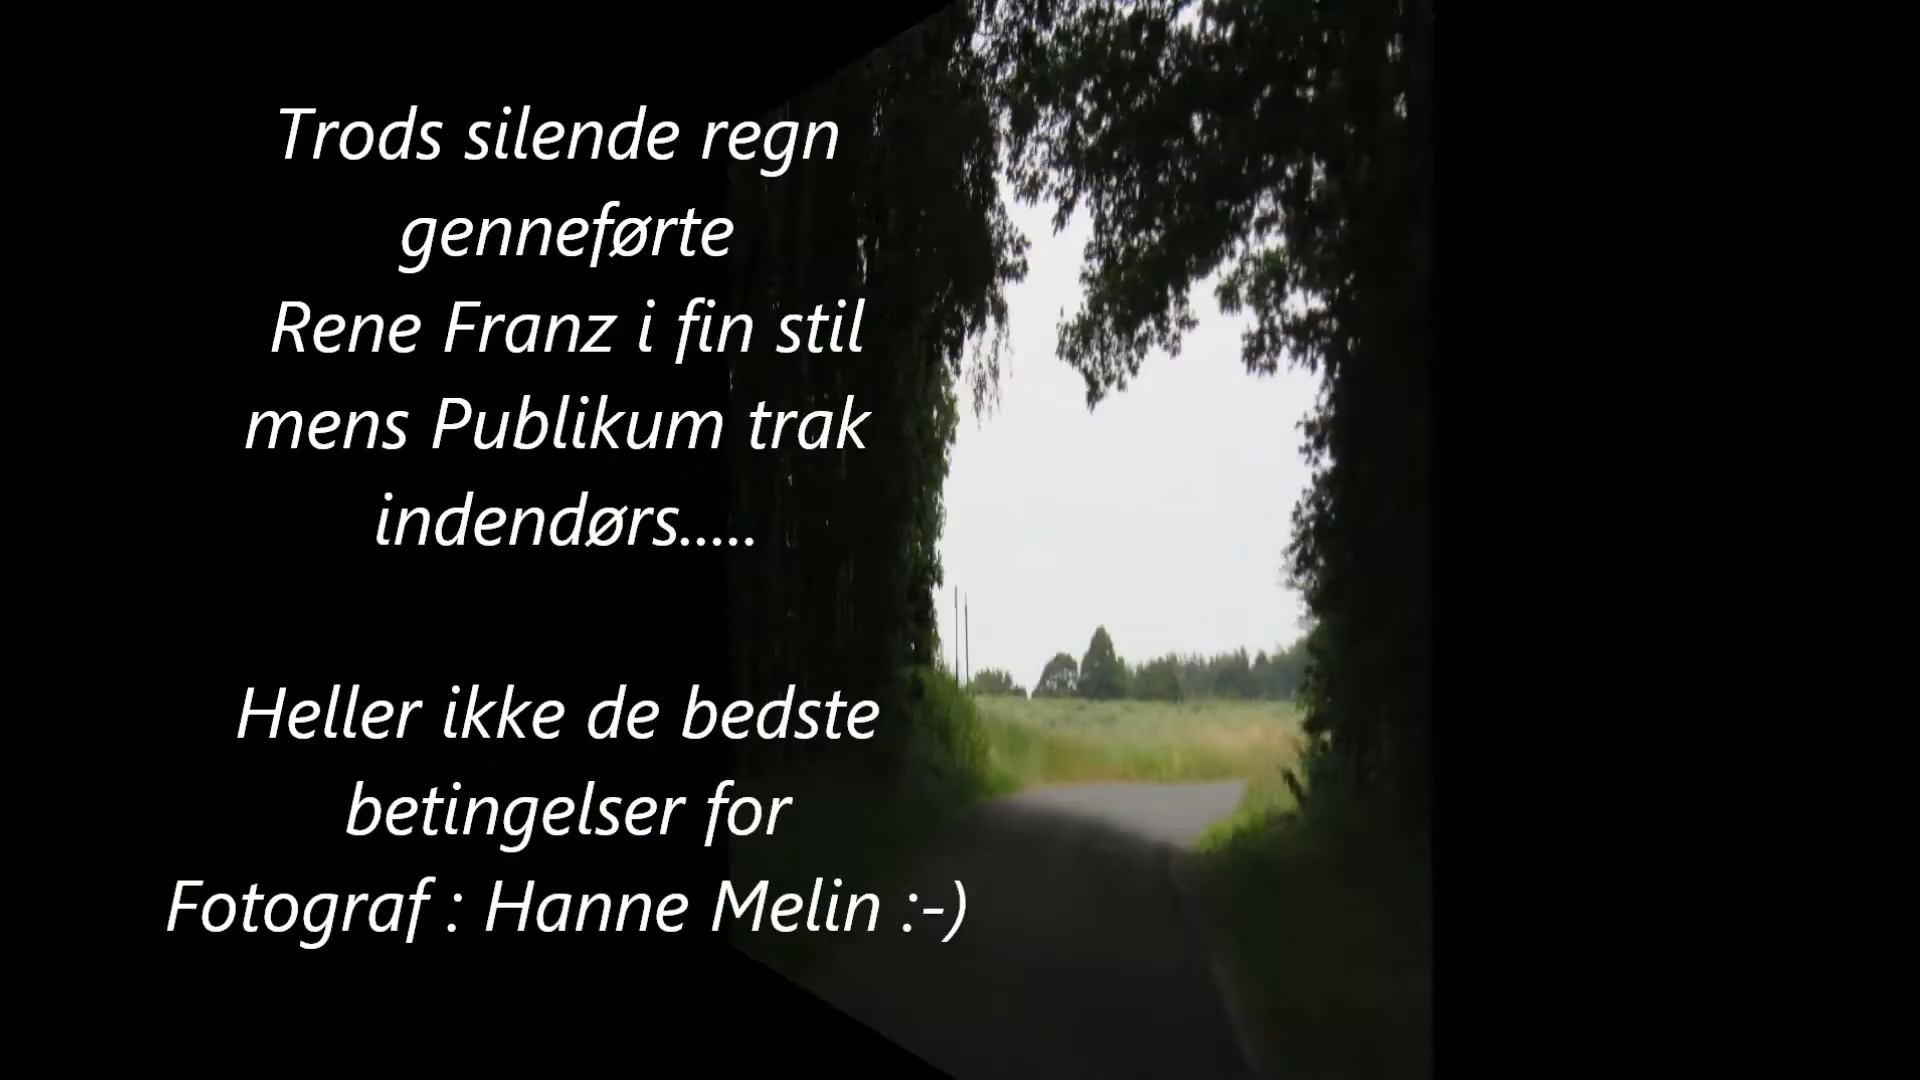 Trods silende regn
genneførte
Rene Franz i fin stil
mens Publikum trak
indendørs.....
Heller ikke de bedste
betingelser for
Fotograf : Hanne Melin :-)